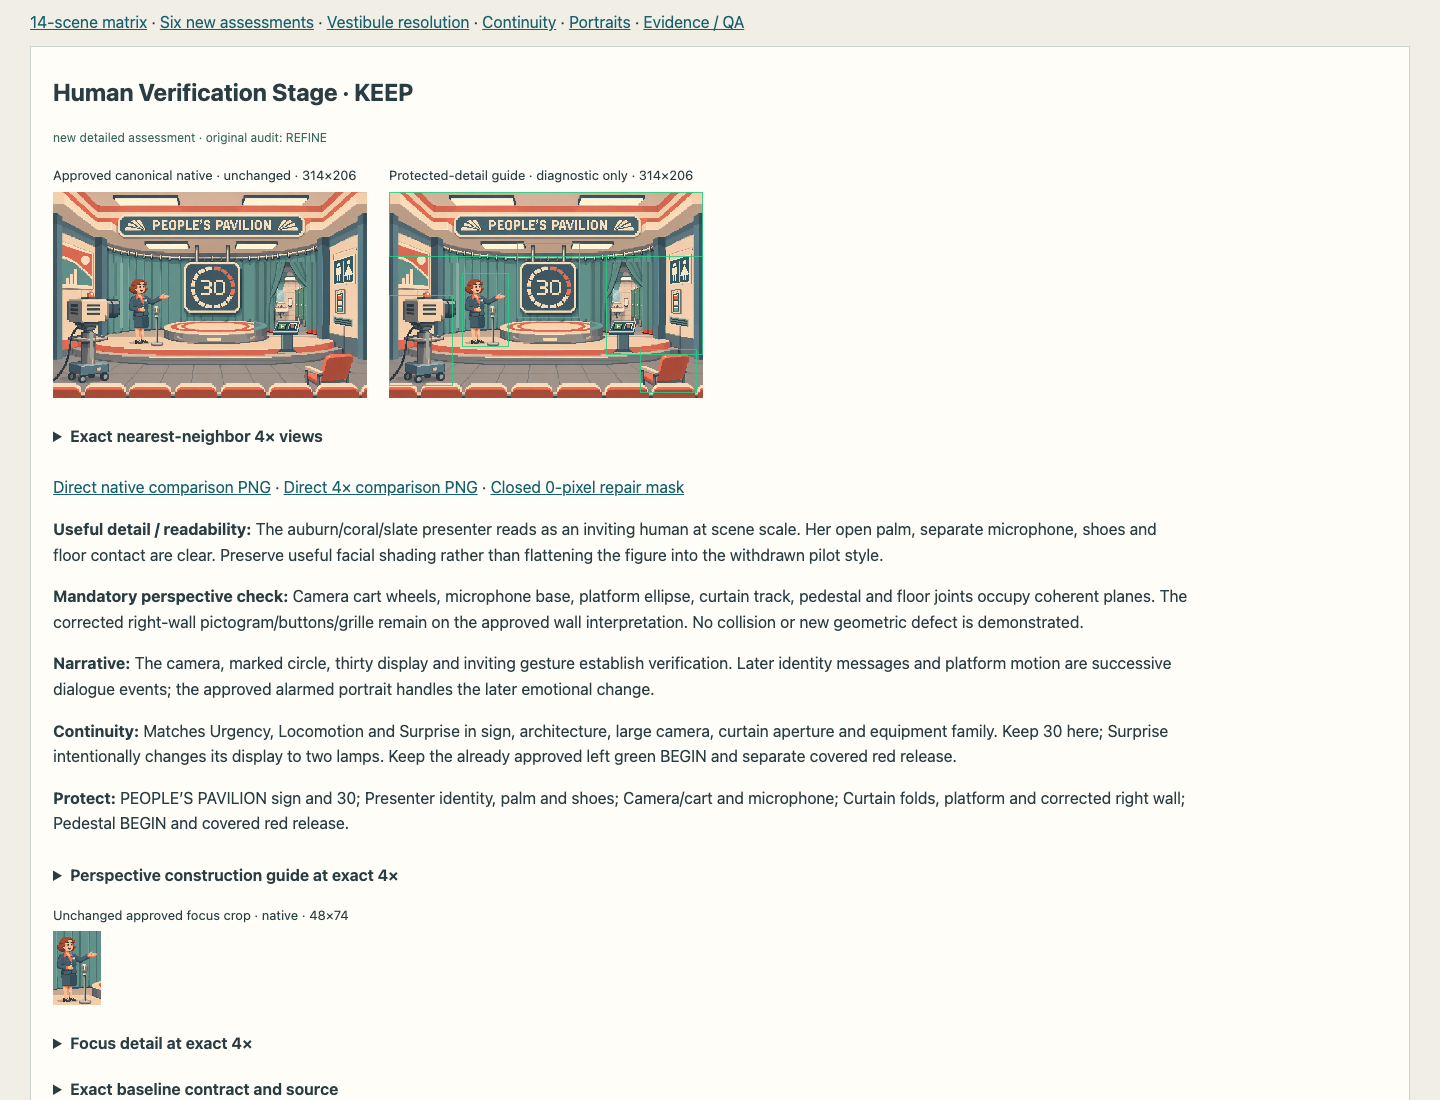 14-scene matrix · Six new assessments · Vestibule resolution · Continuity · Portraits · Evidence / QA
Human Verification Stage · KEEP
new detailed assessment · original audit: REFINE
Approved canonical native · unchanged · 314×206
Protected-detail guide · diagnostic only · 314×206
PEOPLE'S PAVILION
30
PEOPLE'S PAVILION
30
▶ Exact nearest-neighbor 4× views
Direct native comparison PNG · Direct 4× comparison PNG · Closed 0-pixel repair mask
Useful detail / readability: The auburn/coral/slate presenter reads as an inviting human at scene scale. Her open palm, separate microphone, shoes and
floor contact are clear. Preserve useful facial shading rather than flattening the figure into the withdrawn pilot style.
Mandatory perspective check: Camera cart wheels, microphone base, platform ellipse, curtain track, pedestal and floor joints occupy coherent planes. The
corrected right-wall pictogram/buttons/grille remain on the approved wall interpretation. No collision or new geometric defect is demonstrated.
Narrative: The camera, marked circle, thirty display and inviting gesture establish verification. Later identity messages and platform motion are successive
dialogue events; the approved alarmed portrait handles the later emotional change.
Continuity: Matches Urgency, Locomotion and Surprise in sign, architecture, large camera, curtain aperture and equipment family. Keep 30 here; Surprise
intentionally changes its display to two lamps. Keep the already approved left green BEGIN and separate covered red release.
Protect: PEOPLE’S PAVILION sign and 30; Presenter identity, palm and shoes; Camera/cart and microphone; Curtain folds, platform and corrected right wall;
Pedestal BEGIN and covered red release.
▶ Perspective construction guide at exact 4×
Unchanged approved focus crop · native · 48×74
▶ Focus detail at exact 4×
▶ Exact baseline contract and source